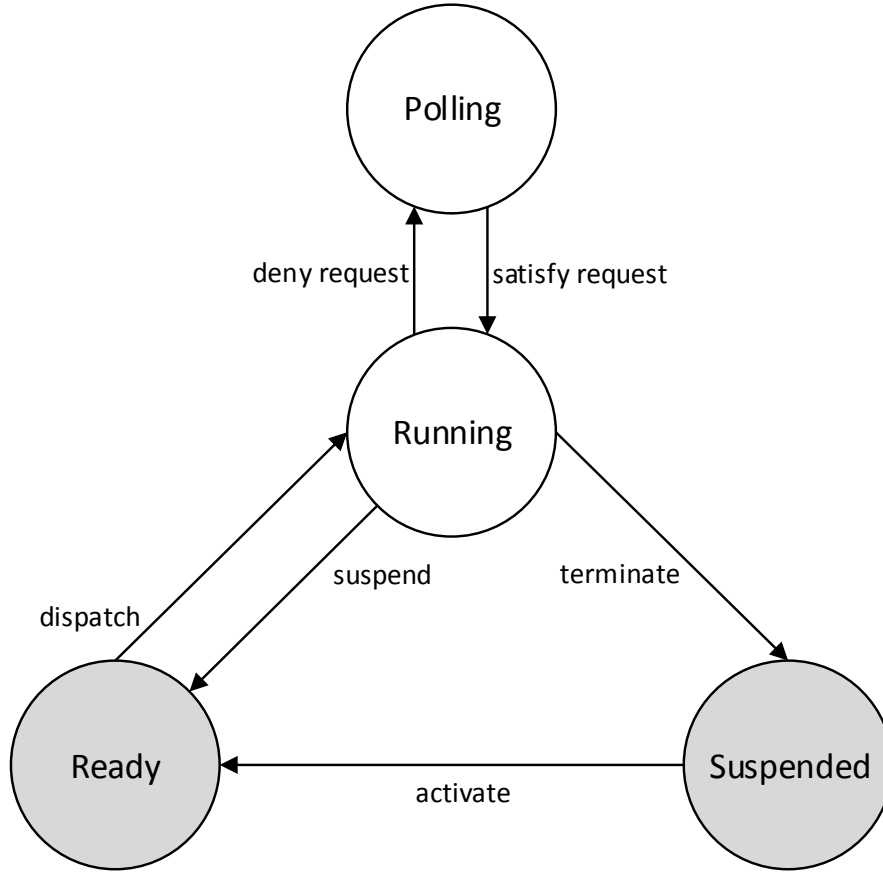 Polling
deny request
satisfy request
Running
suspend
terminate
dispatch
Ready
Suspended
activate